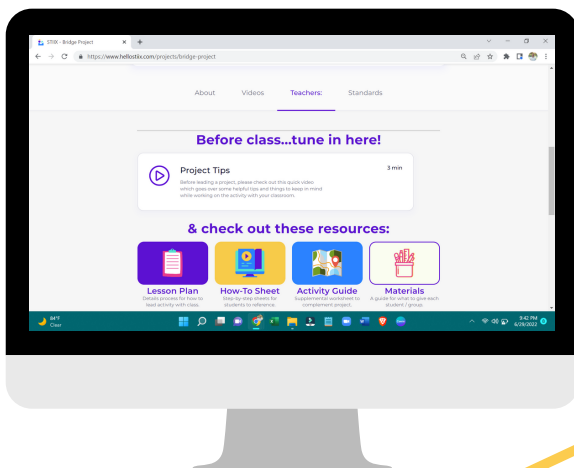 STIIX - Bridge Project
https://www.hellostiix.com/projects/bridge-project
About Videos Teachers: Standards
Before class...tune in here!
Project Tips 3 min
Before leading a project, please check out this quick video
which goes over some helpful tips and things to keep in mind
while working on the activity with your classroom.
& check out these resources:
Lesson Plan
Details process for how to
lead activity with class.
How-To Sheet
Step-by-step sheets for
students to reference.
Activity Guide
Supplemental worksheet to
complement project.
Materials
A guide for what to give each
student / group.
84°F
Clear
9:42 PM
6/29/2022